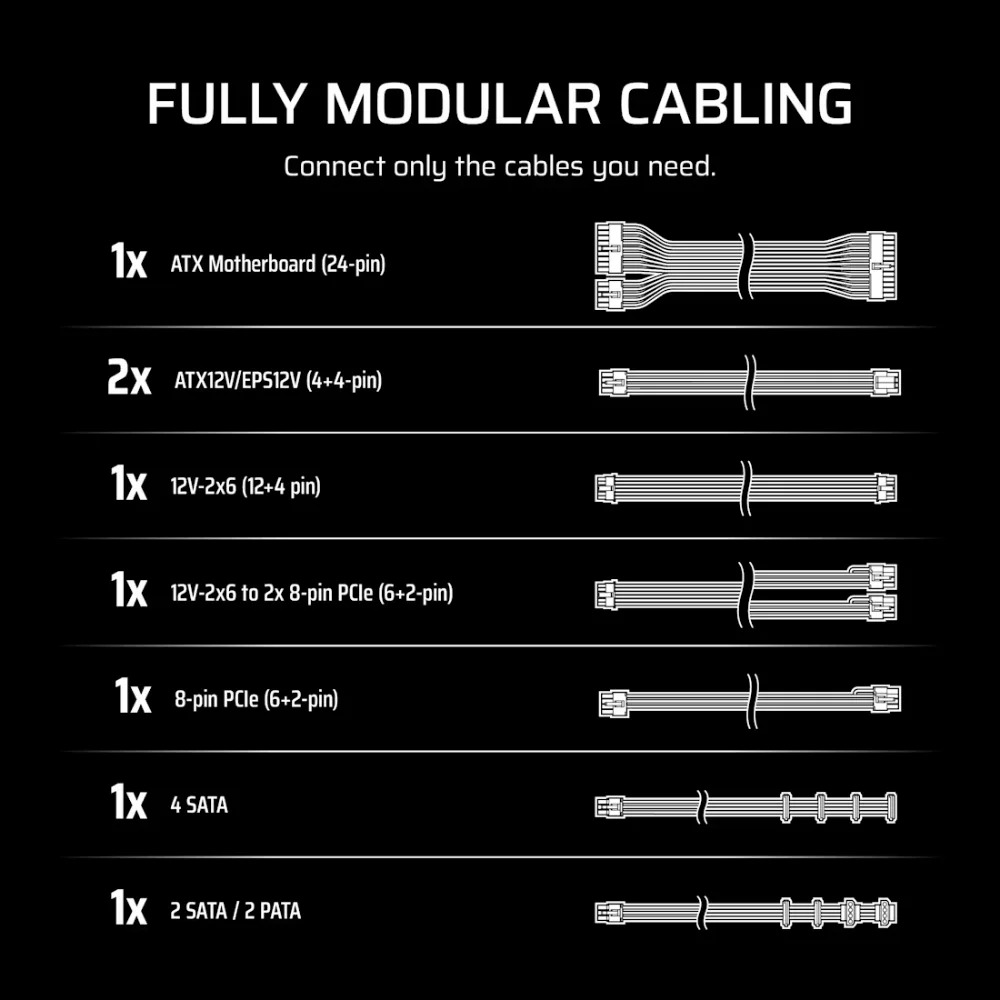 FULLY MODULAR CABLING
Connect only the cables you need.
1x ATX Motherboard (24-pin)
2x ATX12V/EPS12V (4+4-pin)
1x 12V-2x6 (12+4 pin)
1x 12V-2x6 to 2x 8-pin PCIe (6+2-pin)
1x 8-pin PCIe (6+2-pin)
1x 4 SATA
1x 2 SATA / 2 PATA